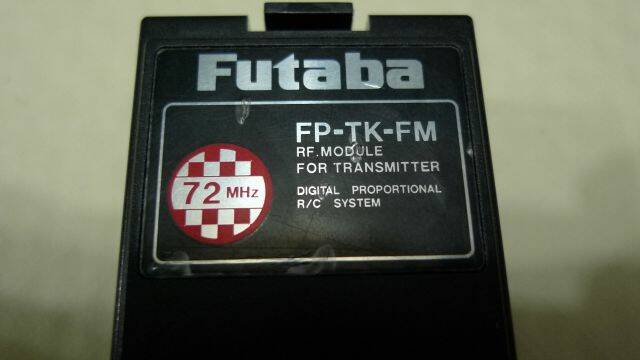 Futaba
FP-TK-FM
RF.MODULE
FOR TRANSMITTER
72 MHz
DIGITAL PROPORTIONAL
R/C SYSTEM